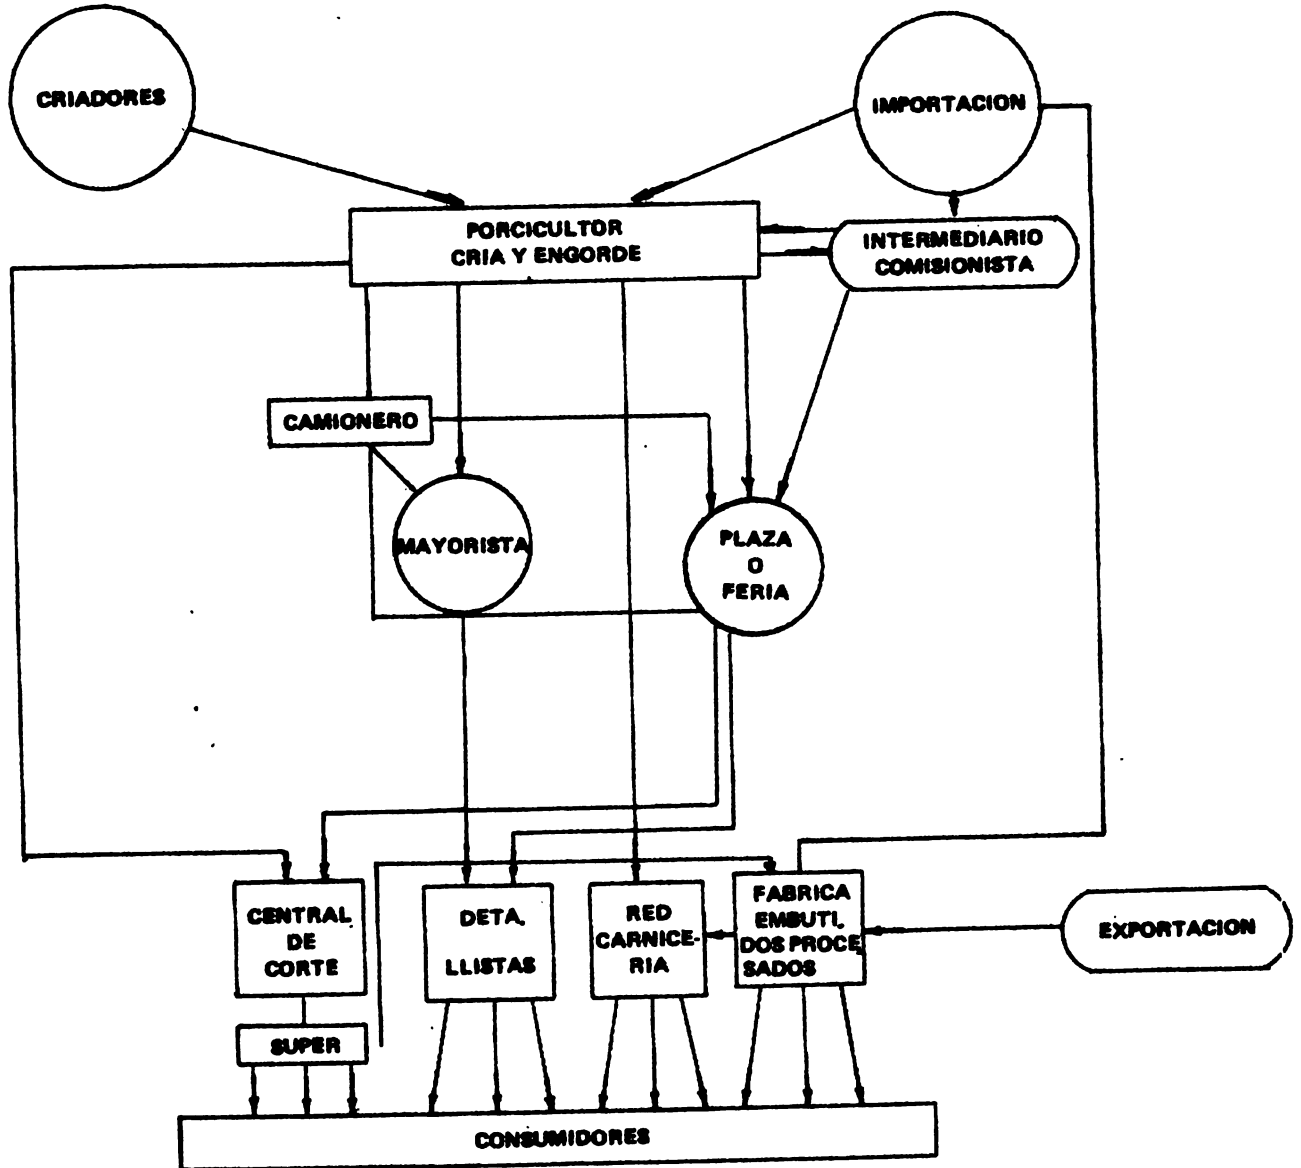 CRIADORES
IMPORTACION
PORCICULTOR
CRIA Y ENGORDE
INTERMEDIARIO
COMISIONISTA
CAMIONERO
MAYORISTA
PLAZA
O
FERIA
CENTRAL
DE
CORTE
DETA.
LLISTAS
RED
CARNICE-
RIA
FABRICA
EMBUTI.
DOS PROCE
SADOS
EXPORTACION
SUPER
CONSUMIDORES